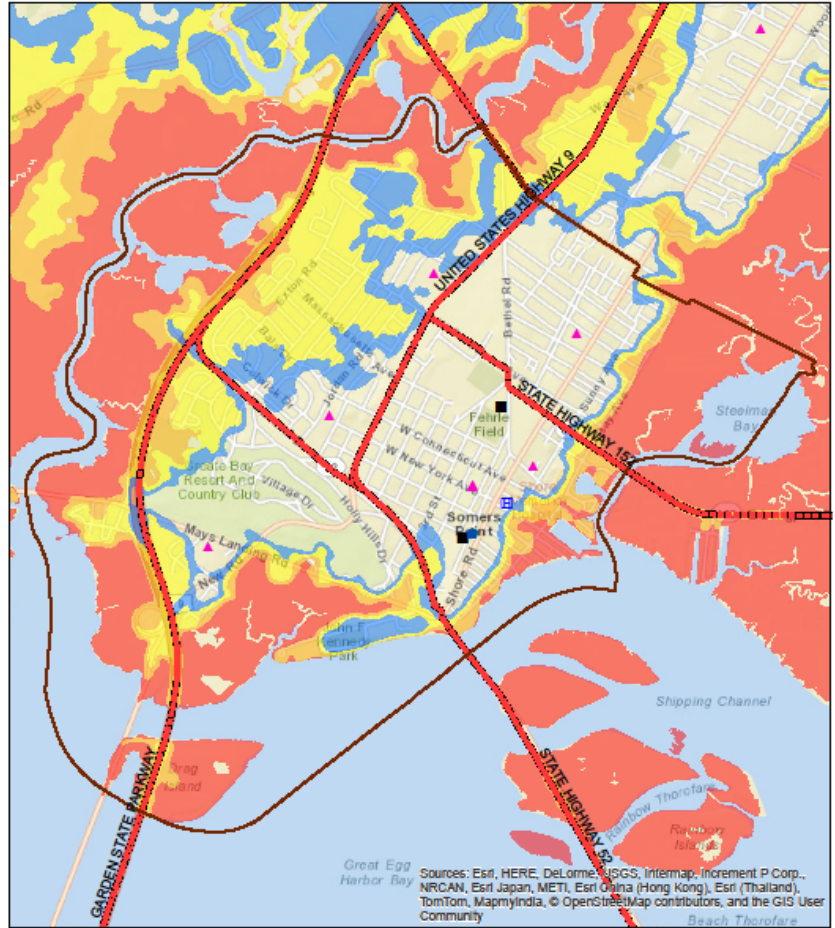 UNITED STATES HIGHWAY 9
Bethel Rd
Exton Rd
Massachusetts Ave
Jordan Rd
STATE HIGHWAY 152
Sunny Ave
Steelman
Bay
Fehrle
Field
W Connecticut Ave
W New York Av
Greate Bay
Resort And
Country Club
Village Dr
Holly Hills Dr
Somers
Point
Shore Rd
Mays Landing Rd
New Rd
John F
Kennedy
Park
Shipping Channel
GARDEN STATE PARKWAY
Drag
Island
STATE HIGHWAY 52
Rainbow Thorofare
Rainbow
Islands
Great Egg
Harbor Bay
Sources: Esri, HERE, DeLorme, USGS, Intermap, increment P Corp.,
NRCAN, Esri Japan, METI, Esri China (Hong Kong), Esri (Thailand),
TomTom, MapmyIndia, © OpenStreetMap contributors, and the GIS User
Community
Beach Thorofare